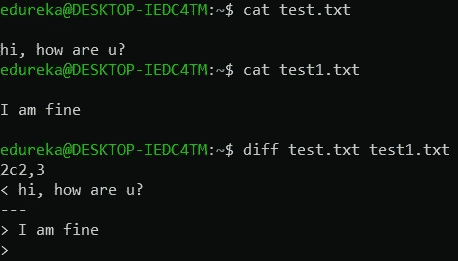 edureka@DESKTOP-IEDC4TM:~$ cat test.txt
hi, how are u?
edureka@DESKTOP-IEDC4TM:~$ cat test1.txt
I am fine
edureka@DESKTOP-IEDC4TM:~$ diff test.txt test1.txt
2c2,3
< hi, how are u?
---
> I am fine
>